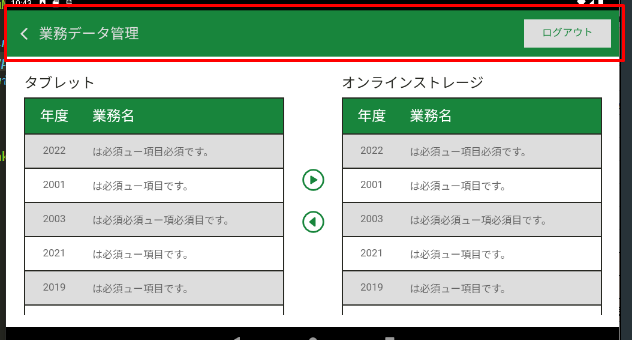 10:43
業務データ管理
ログアウト
タブレット
オンラインストレージ
年度 業務名
2022 は必須ュー項目必須です。
2001 は必須ュー項目です。
2003 は必須必須ュー項必須目です。
2021 は必須ュー項目です。
2019 は必須ュー項目です。
年度 業務名
2022 は必須ュー項目必須です。
2001 は必須ュー項目です。
2003 は必須必須ュー項必須目です。
2021 は必須ュー項目です。
2019 は必須ュー項目です。